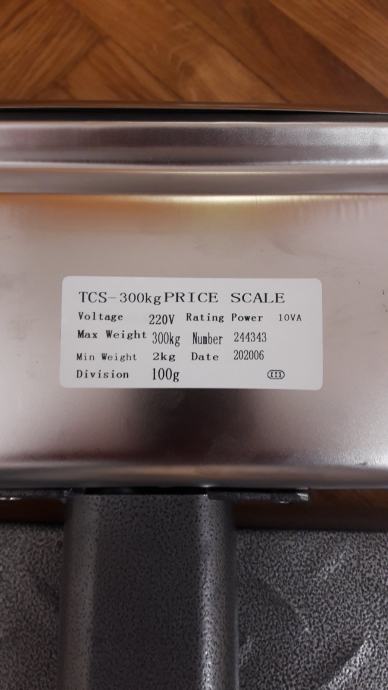 TCS-300kg PRICE SCALE
Voltage 220V Rating Power 10VA
Max Weight 300kg Number 244343
Min Weight 2kg Date 202006
Division 100g